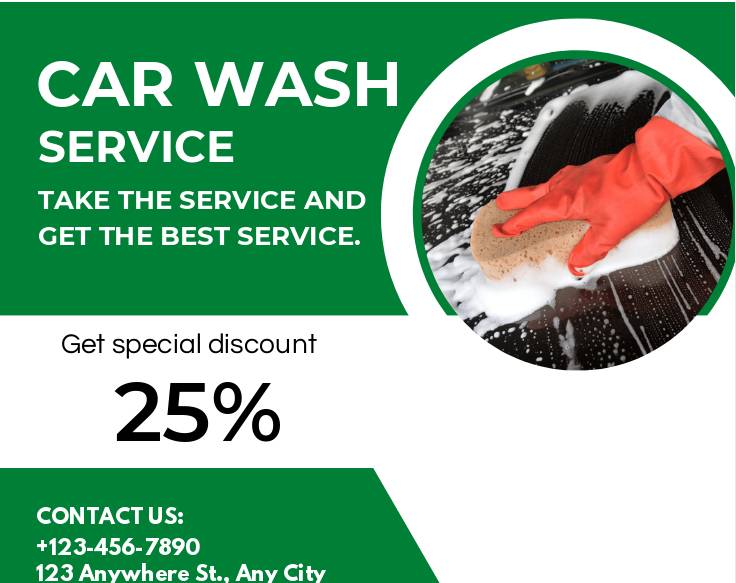 CAR WASH
SERVICE
TAKE THE SERVICE AND
GET THE BEST SERVICE.
Get special discount
25%
CONTACT US:
+123-456-7890
123 Anywhere St., Any City